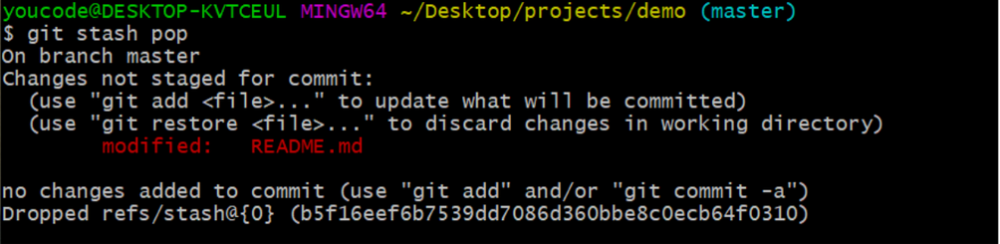 youcode@DESKTOP-KVTCEUL MINGW64 ~/Desktop/projects/demo (master)
$ git stash pop
On branch master
Changes not staged for commit:
  (use "git add <file>..." to update what will be committed)
  (use "git restore <file>..." to discard changes in working directory)
        modified:   README.md

no changes added to commit (use "git add" and/or "git commit -a")
Dropped refs/stash@{0} (b5f16eef6b7539dd7086d360bbe8c0ecb64f0310)